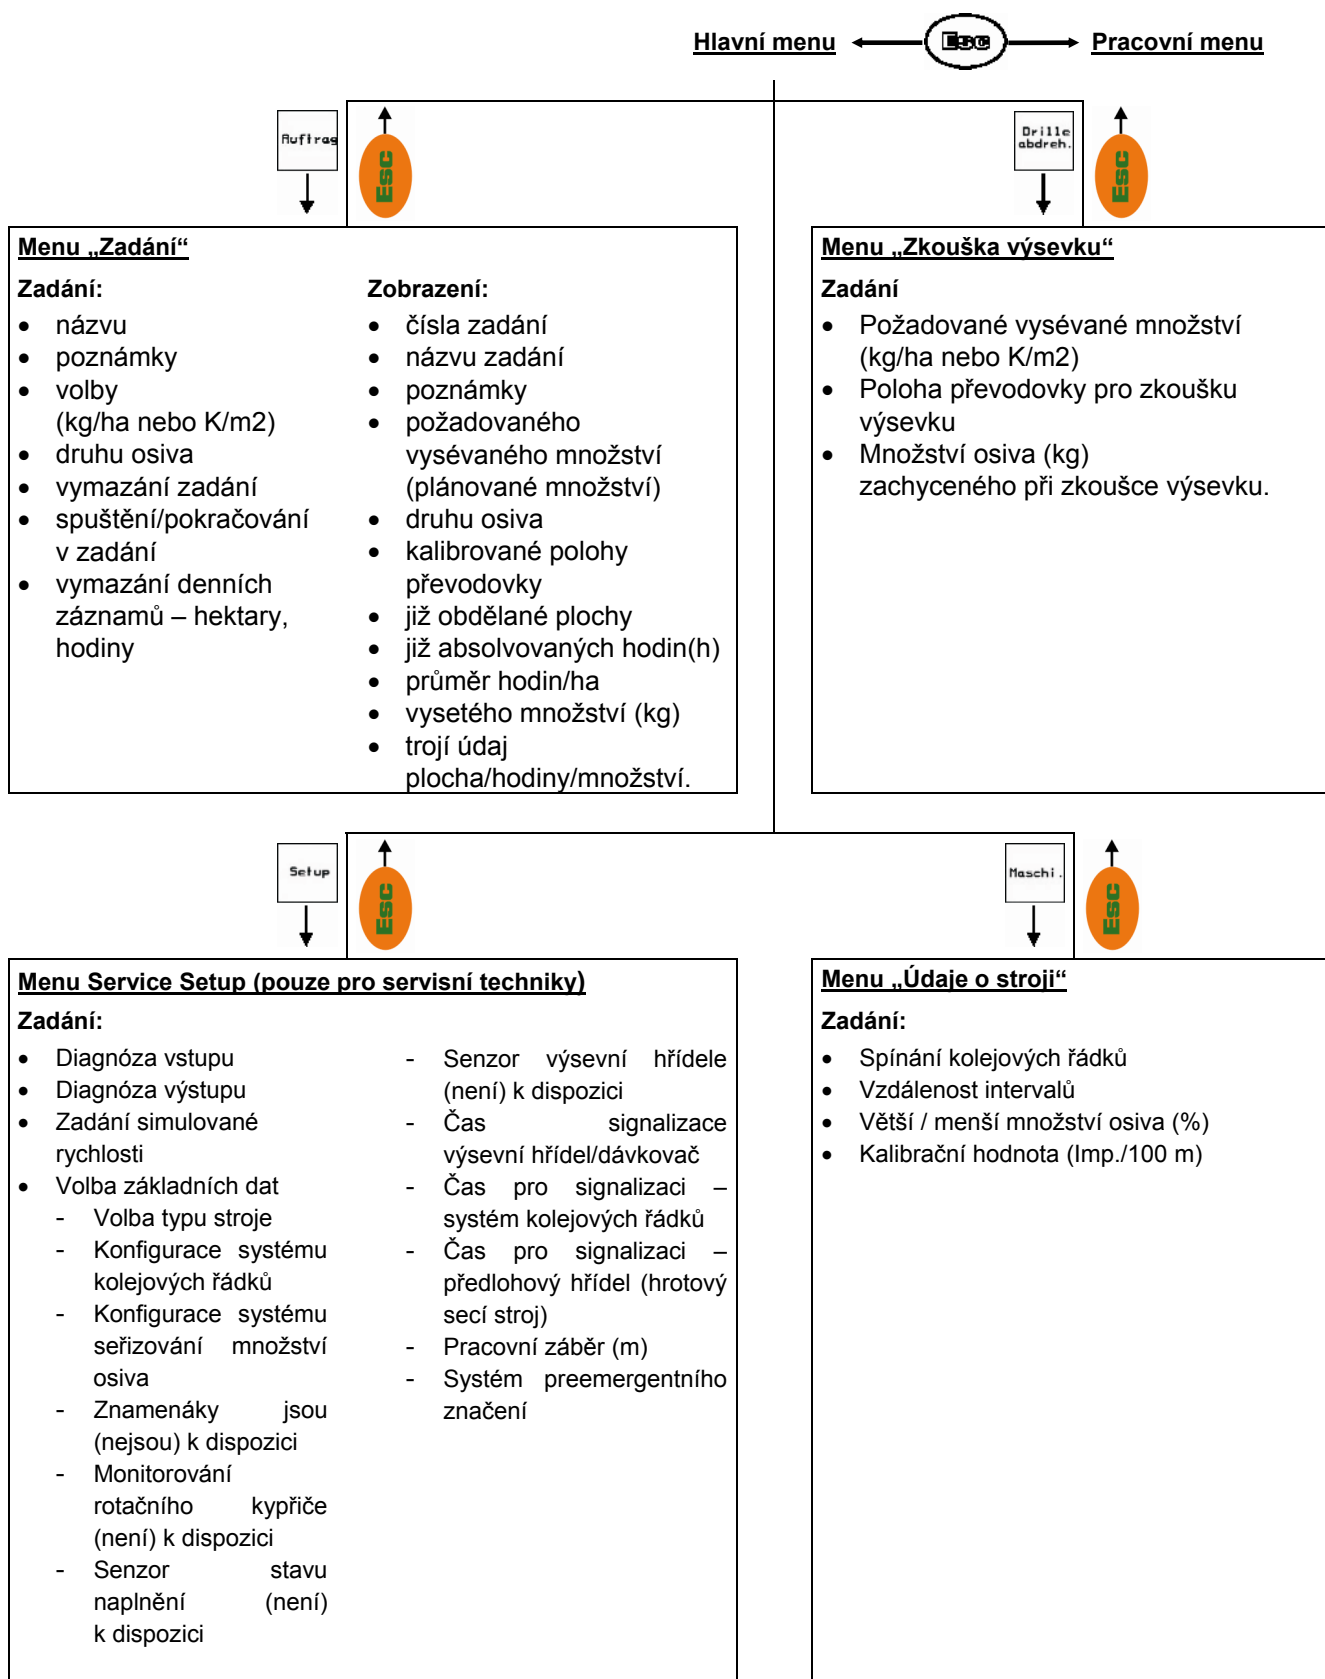 Hlavní menu
Esc
Pracovní menu
Auftrag
Esc
Drille
abdreh.
Esc
Menu „Zadání“
Zadání:
• názvu
• poznámky
• volby
(kg/ha nebo K/m2)
• druhu osiva
• vymazání zadání
• spuštění/pokračování
v zadání
• vymazání denních
záznamů – hektary,
hodiny
Zobrazení:
• čísla zadání
• názvu zadání
• poznámky
• požadovaného
vysévaného množství
(plánované množství)
• druhu osiva
• kalibrované polohy
převodovky
• již obdělané plochy
• již absolvovaných hodin(h)
• průměr hodin/ha
• vysetého množství (kg)
• trojí údaj
plocha/hodiny/množství.
Menu „Zkouška výsevku“
Zadání
• Požadované vysévané množství
(kg/ha nebo K/m2)
• Poloha převodovky pro zkoušku
výsevku
• Množství osiva (kg)
zachyceného při zkoušce výsevku.
Setup
Esc
Maschi.
Esc
Menu Service Setup (pouze pro servisní techniky)
Zadání:
• Diagnóza vstupu
• Diagnóza výstupu
• Zadání simulované
rychlosti
• Volba základních dat
- Volba typu stroje
- Konfigurace systému
kolejových řádků
- Konfigurace systému
seřizování množství
osiva
- Znamenáky jsou
(nejsou) k dispozici
- Monitorování
rotačního kypřiče
(není) k dispozici
- Senzor stavu
naplnění (není)
k dispozici
- Senzor výsevní hřídele
(není) k dispozici
- Čas signalizace
výsevní hřídel/dávkovač
- Čas pro signalizaci –
systém kolejových řádků
- Čas pro signalizaci –
předlohový hřídel (hrotový
secí stroj)
- Pracovní záběr (m)
- Systém preemergentního
značení
Menu „Údaje o stroji“
Zadání:
• Spínání kolejových řádků
• Vzdálenost intervalů
• Větší / menší množství osiva (%)
• Kalibrační hodnota (Imp./100 m)